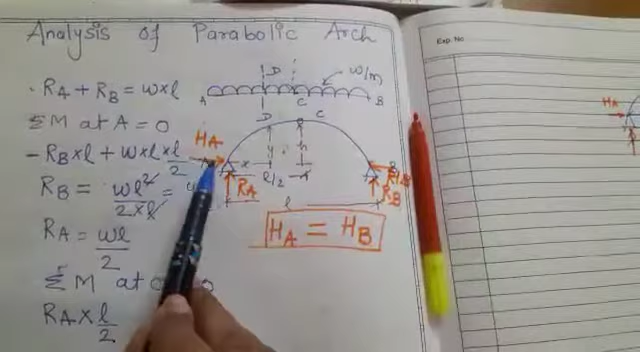 Analysis of Parabolic Arch
RA + RB = w×l
ΣM at A = 0
- RB×l + w×l×l/2
RB = wl²/2×l =
RA = wl/2
ΣM at
RA × l/2
D
w/m
A C B
D C
HA
y h
x
l/2
RA
RB
l
HA = HB
Exp. No
HA